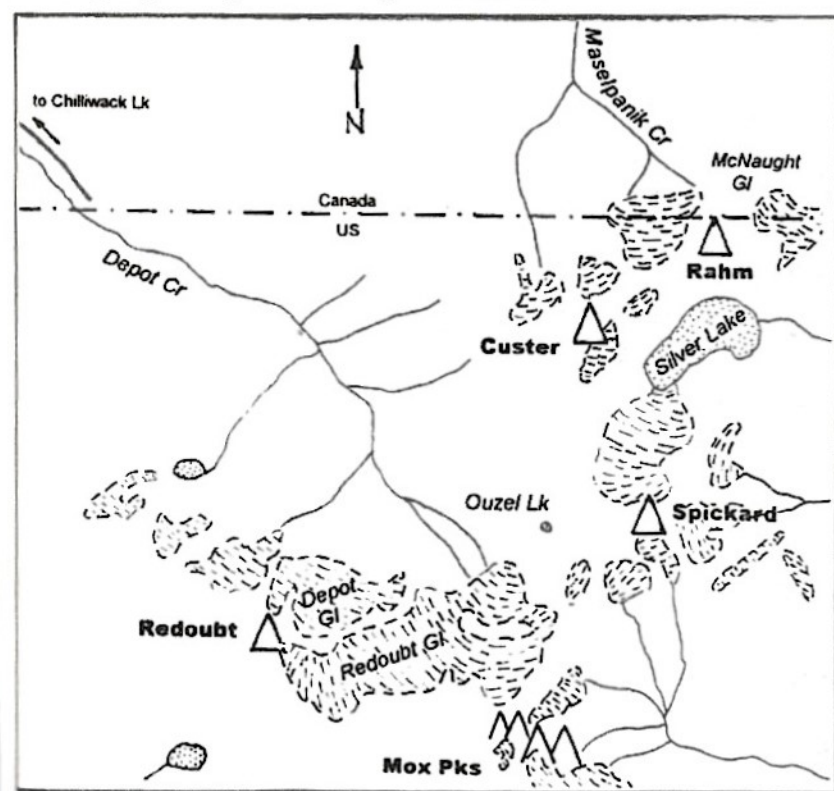 Maselpanik Cr
to Chilliwack Lk
N
McNaught
Gl
Canada
US
Depot Cr
Rahm
Custer
Silver Lake
Ouzel Lk
Spickard
Depot
Gl
Redoubt
Redoubt Gl
Mox Pks